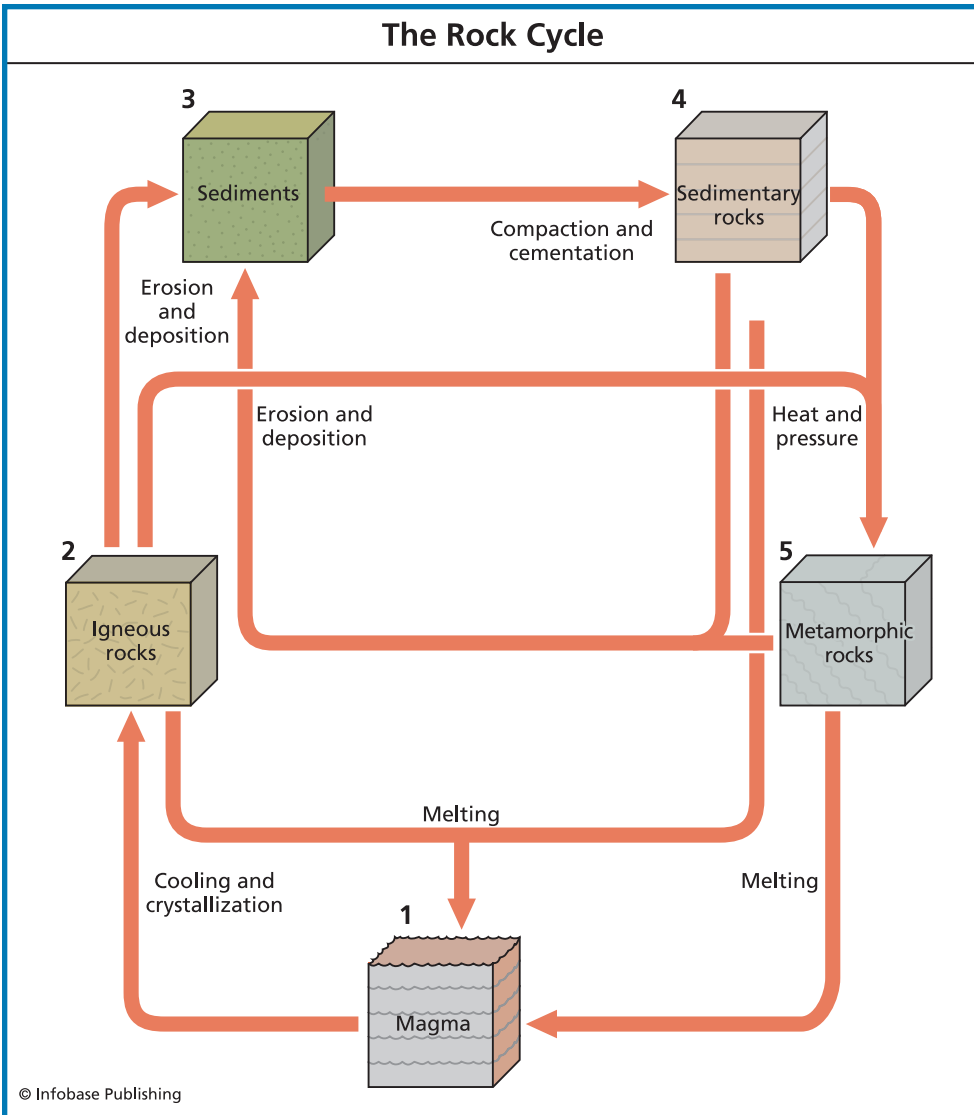 The Rock Cycle
3
4
Sediments
Sedimentary
rocks
Compaction and
cementation
Erosion
and
deposition
Erosion and
deposition
Heat and
pressure
2
5
Igneous
rocks
Metamorphic
rocks
Melting
Cooling and
crystallization
Melting
1
Magma
© Infobase Publishing